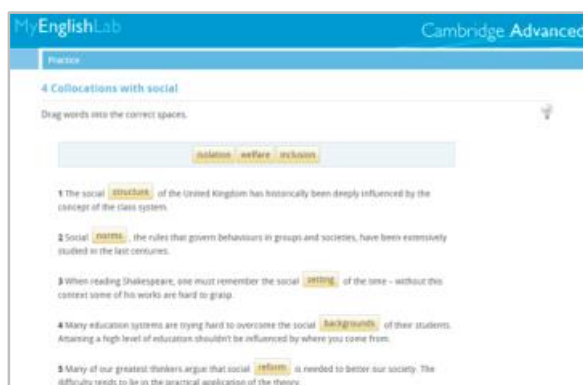 MyEnglishLab
Cambridge Advanced
Practice
4 Collocations with social
Drag words into the correct spaces.
isolation welfare inclusion
1 The social structure of the United Kingdom has historically been deeply influenced by the
concept of the class system.
2 Social norms, the rules that govern behaviours in groups and societies, have been extensively
studied in the last centuries.
3 When reading Shakespeare, one must remember the social setting of the time – without this
context some of his works are hard to grasp.
4 Many education systems are trying hard to overcome the social backgrounds of their students.
Attaining a high level of education shouldn't be influenced by where you come from.
5 Many of our greatest thinkers argue that social reform is needed to better our society. The
difficulty tends to lie in the practical application of the theory.